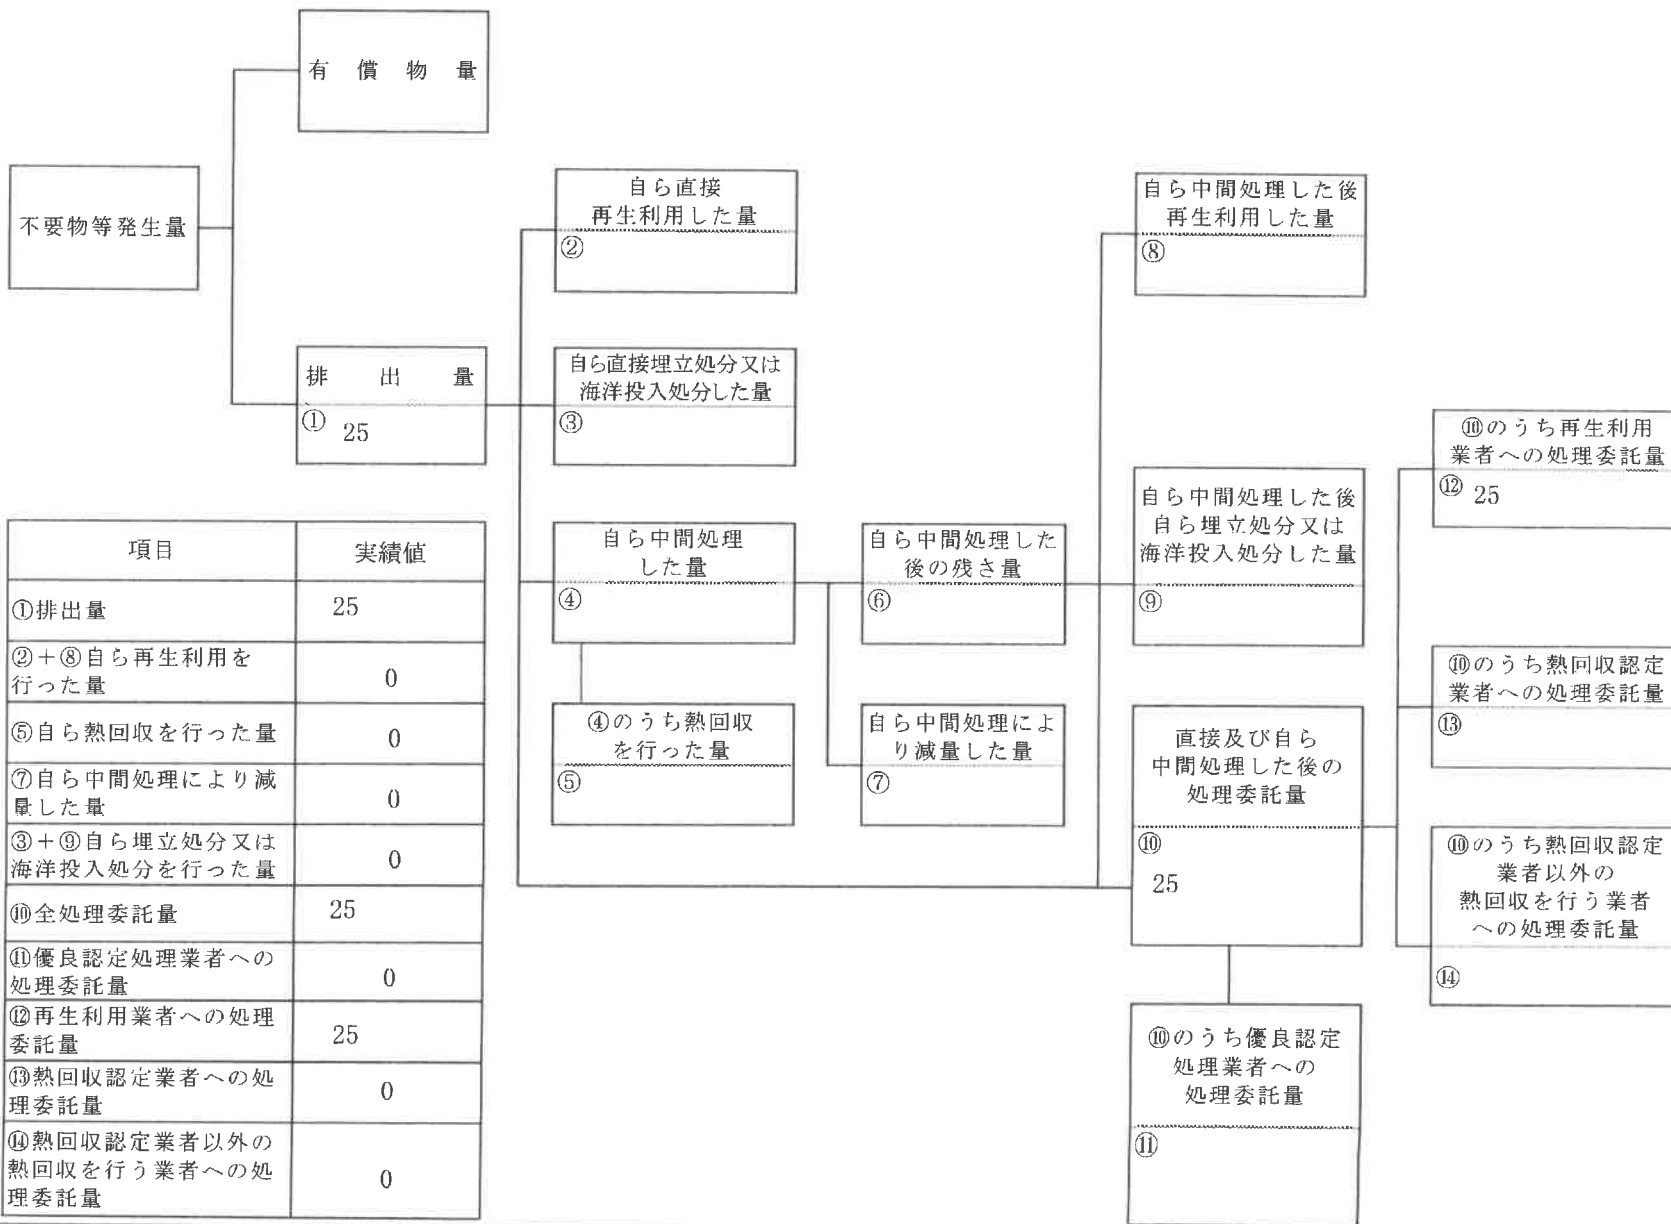 有償物量
不要物等発生量
排出量
① 25
自ら直接
再生利用した量
②
自ら直接埋立処分又は
海洋投入処分した量
③
自ら中間処理
した量
④
④のうち熱回収
を行った量
⑤
自ら中間処理した
後の残さ量
⑥
自ら中間処理によ
り減量した量
⑦
自ら中間処理した後
再生利用した量
⑧
自ら中間処理した後
自ら埋立処分又は
海洋投入処分した量
⑨
直接及び自ら
中間処理した後の
処理委託量
⑩
25
⑩のうち優良認定
処理業者への
処理委託量
⑪
⑩のうち再生利用
業者への処理委託量
⑫ 25
⑩のうち熱回収認定
業者への処理委託量
⑬
⑩のうち熱回収認定
業者以外の
熱回収を行う業者
への処理委託量
⑭
項目 実績値
①排出量 25
②+⑧自ら再生利用を
行った量 0
⑤自ら熱回収を行った量 0
⑦自ら中間処理により減
量した量 0
③+⑨自ら埋立処分又は
海洋投入処分を行った量 0
⑩全処理委託量 25
⑪優良認定処理業者への
処理委託量 0
⑫再生利用業者への処理
委託量 25
⑬熱回収認定業者への処
理委託量 0
⑭熱回収認定業者以外の
熱回収を行う業者への処
理委託量 0